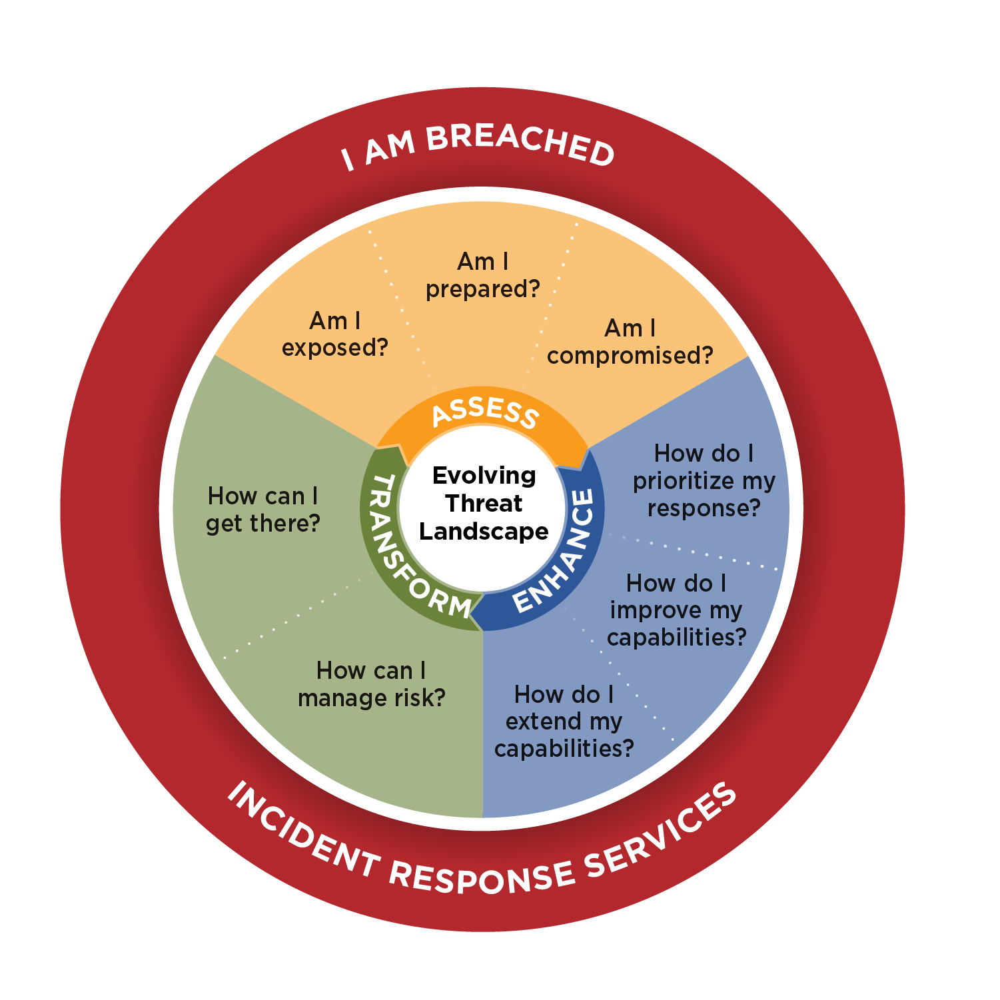 I AM BREACHED
Am I
prepared?
Am I
exposed?
Am I
compromised?
ASSESS
How do I
prioritize my
response?
How do I
improve my
capabilities?
How do I
extend my
capabilities?
ENHANCE
How can I
manage risk?
How can I
get there?
TRANSFORM
Evolving
Threat
Landscape
INCIDENT RESPONSE SERVICES